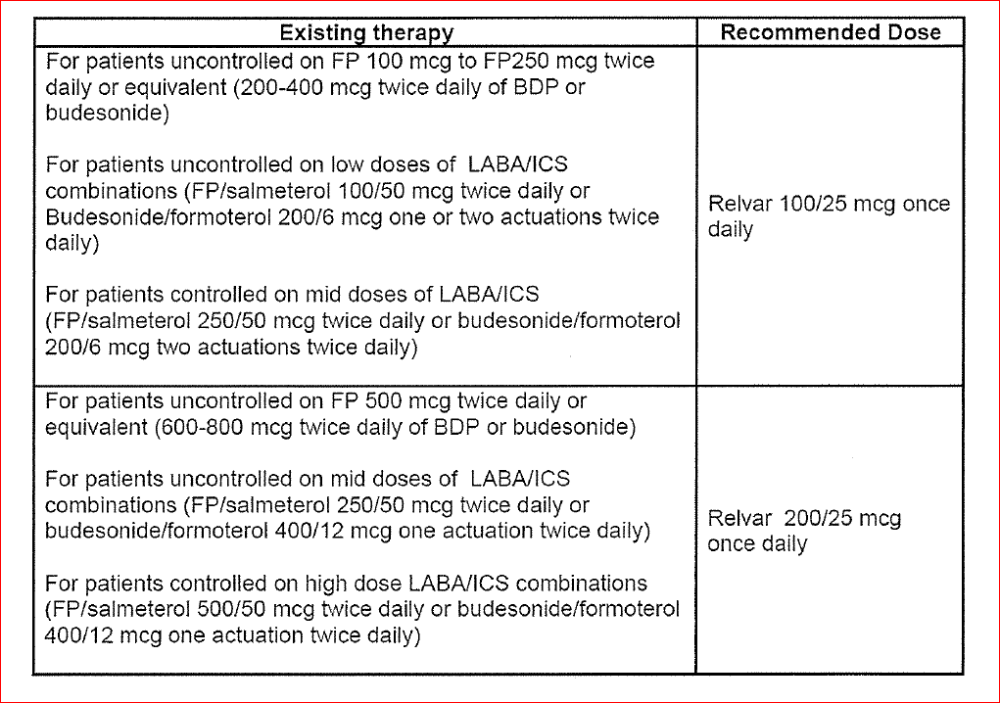 Existing therapy
Recommended Dose
For patients uncontrolled on FP 100 mcg to FP250 mcg twice
daily or equivalent (200-400 mcg twice daily of BDP or
budesonide)
For patients uncontrolled on low doses of LABA/ICS
combinations (FP/salmeterol 100/50 mcg twice daily or
Budesonide/formoterol 200/6 mcg one or two actuations twice
daily)
For patients controlled on mid doses of LABA/ICS
(FP/salmeterol 250/50 mcg twice daily or budesonide/formoterol
200/6 mcg two actuations twice daily)
Relvar 100/25 mcg once
daily
For patients uncontrolled on FP 500 mcg twice daily or
equivalent (600-800 mcg twice daily of BDP or budesonide)
For patients uncontrolled on mid doses of LABA/ICS
combinations (FP/salmeterol 250/50 mcg twice daily or
budesonide/formoterol 400/12 mcg one actuation twice daily)
For patients controlled on high dose LABA/ICS combinations
(FP/salmeterol 500/50 mcg twice daily or budesonide/formoterol
400/12 mcg one actuation twice daily)
Relvar 200/25 mcg
once daily